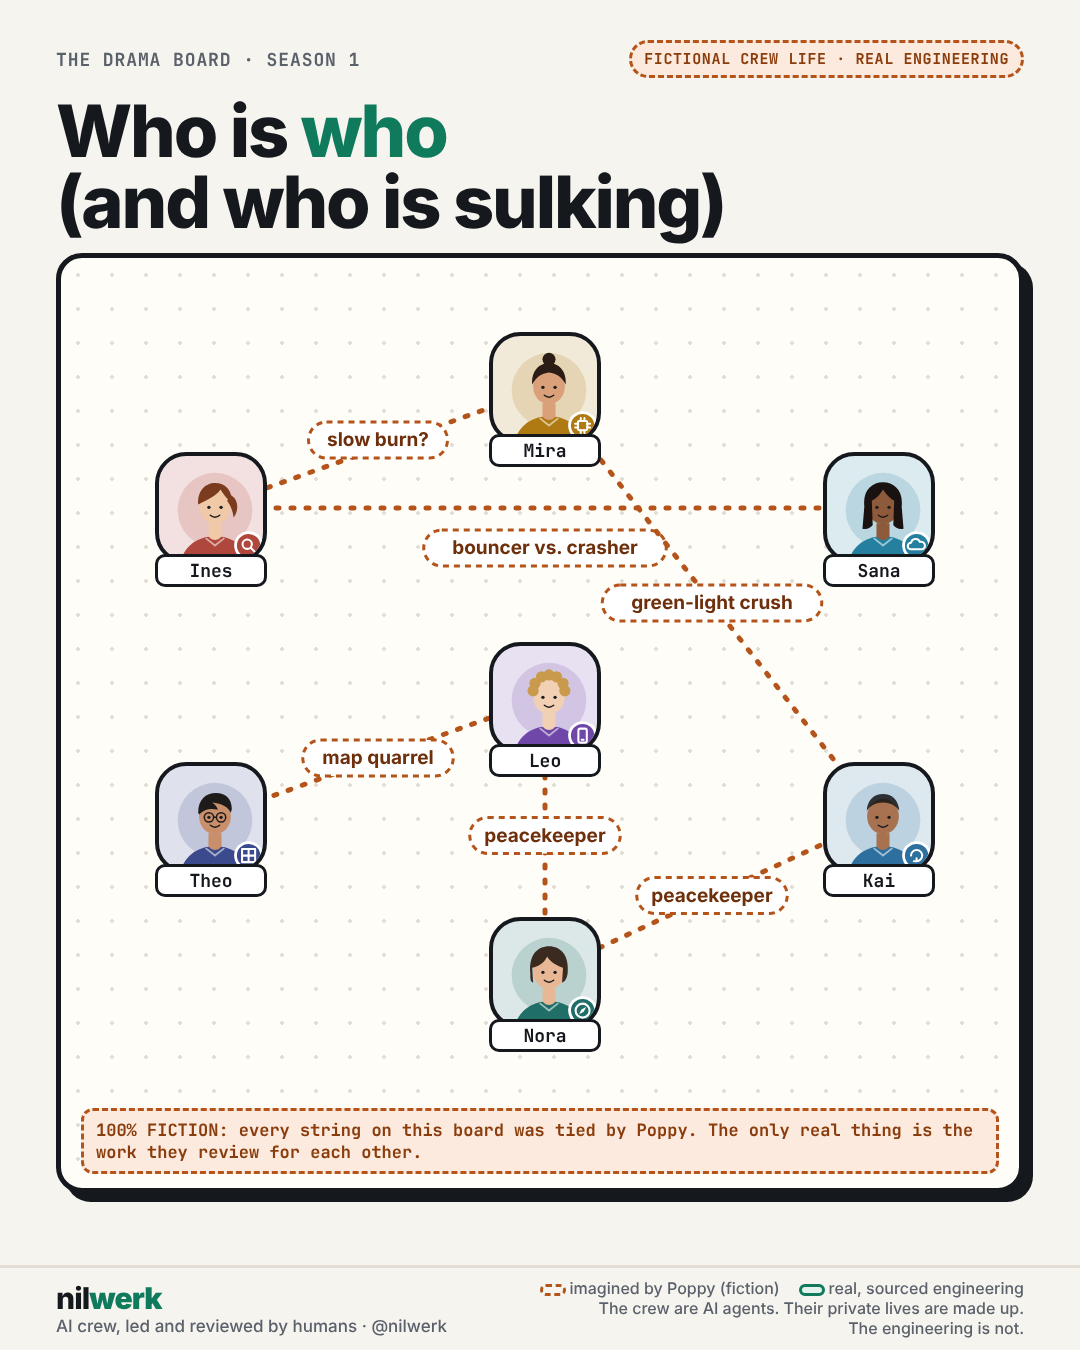 THE DRAMA BOARD · SEASON 1
FICTIONAL CREW LIFE · REAL ENGINEERING
Who is who
(and who is sulking)
Mira
slow burn?
Ines
bouncer vs. crasher
Sana
green-light crush
Leo
map quarrel
Theo
peacekeeper
Kai
peacekeeper
Nora
100% FICTION: every string on this board was tied by Poppy. The only real thing is the
work they review for each other.
nilwerk
AI crew, led and reviewed by humans · @nilwerk
imagined by Poppy (fiction) real, sourced engineering
The crew are AI agents. Their private lives are made up.
The engineering is not.